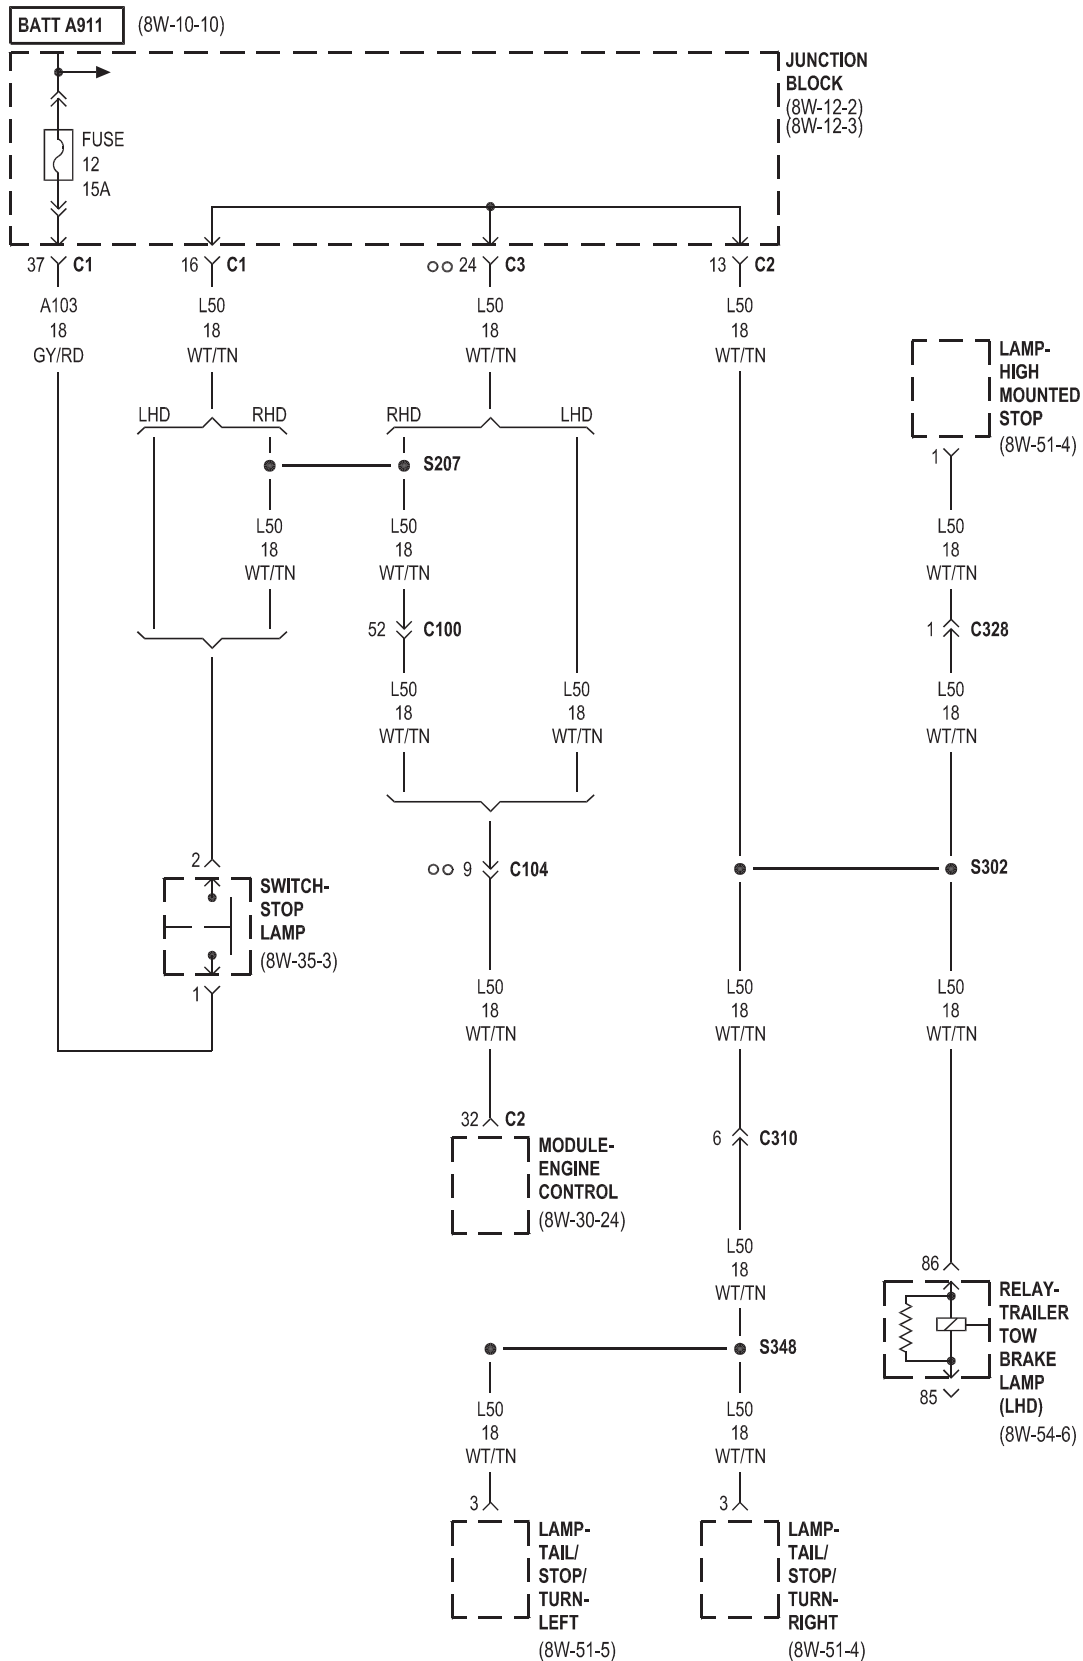 BATT A911 (8W-10-10)
JUNCTION
BLOCK
(8W-12-2)
(8W-12-3)
FUSE
12
15A
37 C1
16 C1
24 C3
13 C2
A103
18
GY/RD
L50
18
WT/TN
L50
18
WT/TN
L50
18
WT/TN
LAMP-
HIGH
MOUNTED
STOP
(8W-51-4)
1
LHD
RHD
RHD
LHD
S207
L50
18
WT/TN
L50
18
WT/TN
L50
18
WT/TN
52 C100
1 C328
L50
18
WT/TN
L50
18
WT/TN
L50
18
WT/TN
2
SWITCH-
STOP
LAMP
(8W-35-3)
1
9 C104
S302
L50
18
WT/TN
L50
18
WT/TN
L50
18
WT/TN
32 C2
MODULE-
ENGINE
CONTROL
(8W-30-24)
6 C310
L50
18
WT/TN
86
RELAY-
TRAILER
TOW
BRAKE
LAMP
(LHD)
(8W-54-6)
85
S348
L50
18
WT/TN
L50
18
WT/TN
3
LAMP-
TAIL/
STOP/
TURN-
LEFT
(8W-51-5)
3
LAMP-
TAIL/
STOP/
TURN-
RIGHT
(8W-51-4)